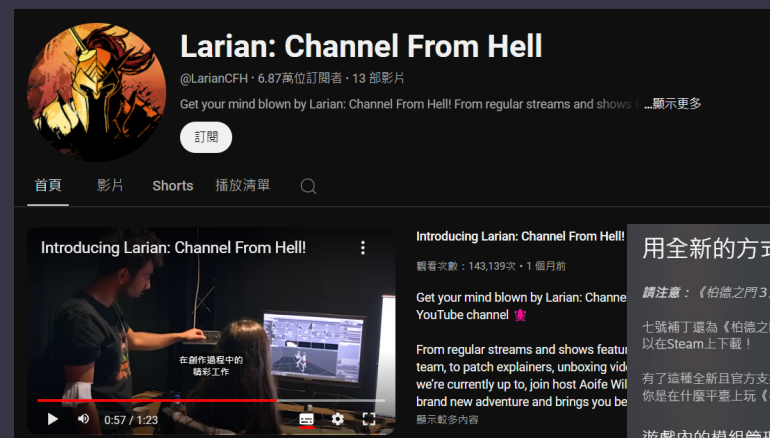 Larian: Channel From Hell
@LarianCFH · 6.87萬位訂閱者 · 13 部影片
Get your mind blown by Larian: Channel From Hell! From regular streams and shows ...顯示更多
訂閱
首頁 影片 Shorts 播放清單
Introducing Larian: Channel From Hell!
在創作過程中的
精彩工作
0:57 / 1:23
Introducing Larian: Channel From Hell!
觀看次數：143,139次 • 1 個月前
Get your mind blown by Larian: Channe
YouTube channel
From regular streams and shows featur
team, to patch explainers, unboxing vid
we're currently up to, join host Aoife Wil
brand new adventure and brings you be
顯示較多內容
用全新的方式
請注意：《柏德之門 3
七號補丁還為《柏德之
以在Steam上下載！
有了這種全新且官方支
你是在什麼平臺上玩《
遊戲內的模組管理